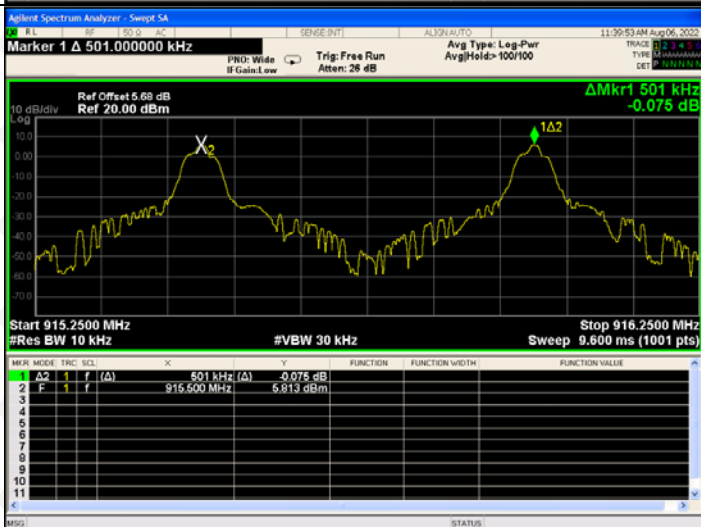 Agilent Spectrum Analyzer - Swept SA
RL RF 50 Ω AC SENSE:INT ALIGN AUTO 11:39:53 AM Aug 06, 2022
Marker 1 Δ 501.000000 kHz
PNO: Wide Trig: Free Run Avg Type: Log-Pwr TRACE 1 2 3 4 5 6
IFGain:Low Atten: 26 dB Avg|Hold:>100/100 TYPE
DET P N N N N N
Ref Offset 5.68 dB ΔMkr1 501 kHz
10 dB/div Ref 20.00 dBm -0.075 dB
Log
10.0
0.00
-10.0
-20.0
-30.0
-40.0
-50.0
-60.0
-70.0
X2
1Δ2
Start 915.2500 MHz Stop 916.2500 MHz
#Res BW 10 kHz #VBW 30 kHz Sweep 9.600 ms (1001 pts)
MKR MODE TRC SCL X Y FUNCTION FUNCTION WIDTH FUNCTION VALUE
1 Δ2 1 f (Δ) 501 kHz (Δ) -0.075 dB
2 F 1 f 915.500 MHz 5.813 dBm
3
4
5
6
7
8
9
10
11
MSG STATUS